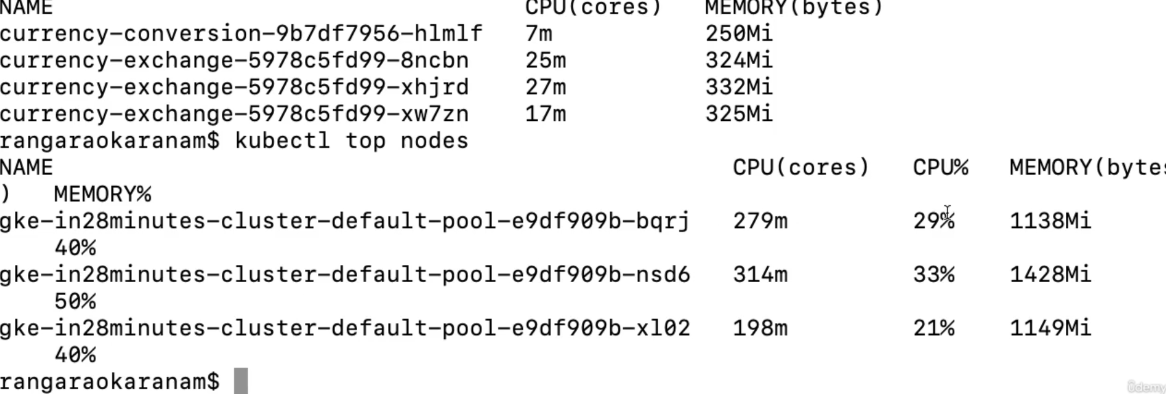 NAME CPU(cores) MEMORY(bytes)
currency-conversion-9b7df7956-hlmlf 7m 250Mi
currency-exchange-5978c5fd99-8ncbn 25m 324Mi
currency-exchange-5978c5fd99-xhjrd 27m 332Mi
currency-exchange-5978c5fd99-xw7zn 17m 325Mi
rangaraokaranam$ kubectl top nodes
NAME CPU(cores) CPU% MEMORY(bytes
) MEMORY%
gke-in28minutes-cluster-default-pool-e9df909b-bqrj 279m 29% 1138Mi
40%
gke-in28minutes-cluster-default-pool-e9df909b-nsd6 314m 33% 1428Mi
50%
gke-in28minutes-cluster-default-pool-e9df909b-xl02 198m 21% 1149Mi
40%
rangaraokaranam$
ûdemy